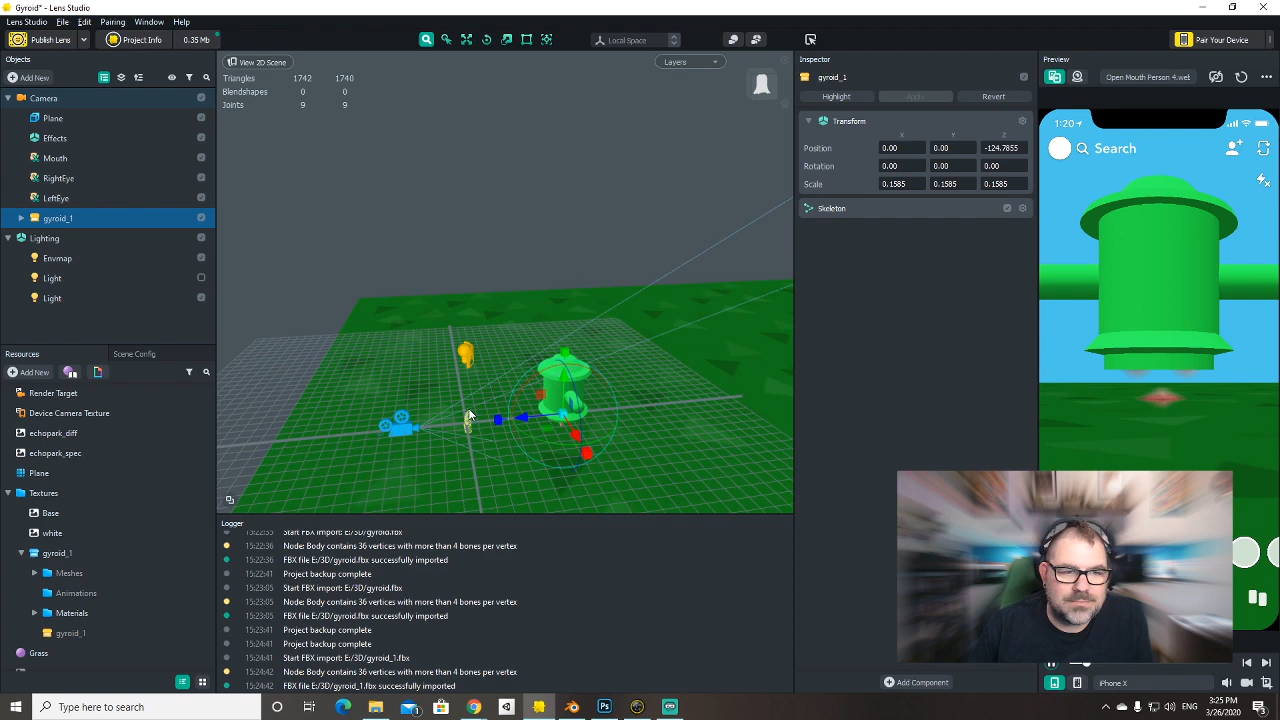 Gyroid* - Lens Studio
Lens Studio File Edit Pairing Window Help
Publish Lens Project Info 0.35 Mb Local Space Pair Your Device
Objects
Add New
Camera
Plane
Effects
Mouth
RightEye
LeftEye
gyroid_1
Lighting
Envmap
Light
Light
Resources Scene Config
Add New
Render Target
Device Camera Texture
echopark_diff
echopark_spec
Plane
Textures
Base
white
gyroid_1
Meshes
Animations
Materials
gyroid_1
Grass
View 2D Scene Layers
Triangles 1742 1740
Blendshapes 0 0
Joints 9 9
Logger
15:22:35 Start FBX import: E:/3D/gyroid.fbx
15:22:36 Node: Body contains 36 vertices with more than 4 bones per vertex
15:22:36 FBX file E:/3D/gyroid.fbx successfully imported
15:22:41 Project backup complete
15:23:05 Start FBX import: E:/3D/gyroid.fbx
15:23:05 Node: Body contains 36 vertices with more than 4 bones per vertex
15:23:05 FBX file E:/3D/gyroid.fbx successfully imported
15:23:41 Project backup complete
15:24:41 Project backup complete
15:24:41 Start FBX import: E:/3D/gyroid_1.fbx
15:24:42 Node: Body contains 36 vertices with more than 4 bones per vertex
15:24:42 FBX file E:/3D/gyroid_1.fbx successfully imported
Inspector
gyroid_1
Highlight Apply Revert
Transform
X Y Z
Position 0.00 0.00 -124.7855
Rotation 0.00 0.00 0.00
Scale 0.1585 0.1585 0.1585
Skeleton
Add Component
Preview
Open Mouth Person 4.wet
1:20
Search
iPhone X
Type here to search
ENG
3:25 PM
3/26/2020
1